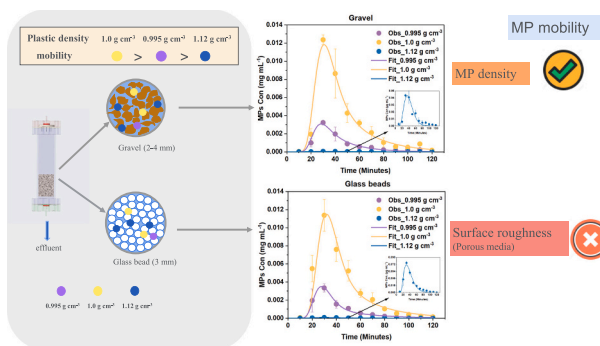 Plastic density 1.0 g cm⁻³ 0.995 g cm⁻³ 1.12 g cm⁻³
mobility > >
Gravel (2-4 mm)
Glass bead (3 mm)
effluent
0.995 g cm⁻³ 1.0 g cm⁻³ 1.12 g cm⁻³
Gravel
MPs Con (mg mL⁻¹)
0.014
0.012
0.010
0.008
0.006
0.004
0.002
0.000
Obs_0.995 g cm⁻³
Obs_1.0 g cm⁻³
Obs_1.12 g cm⁻³
Fit_0.995 g cm⁻³
Fit_1.0 g cm⁻³
Fit_1.12 g cm⁻³
0 20 40 60 80 100 120
Time (Minutes)
Glass beads
MPs Con (mg mL⁻¹)
0.014
0.012
0.010
0.008
0.006
0.004
0.002
0.000
Obs_0.995 g cm⁻³
Obs_1.0 g cm⁻³
Obs_1.12 g cm⁻³
Fit_0.995 g cm⁻³
Fit_1.0 g cm⁻³
Fit_1.12 g cm⁻³
0 20 40 60 80 100 120
Time (Minutes)
MP mobility
MP density
Surface roughness
(Porous media)